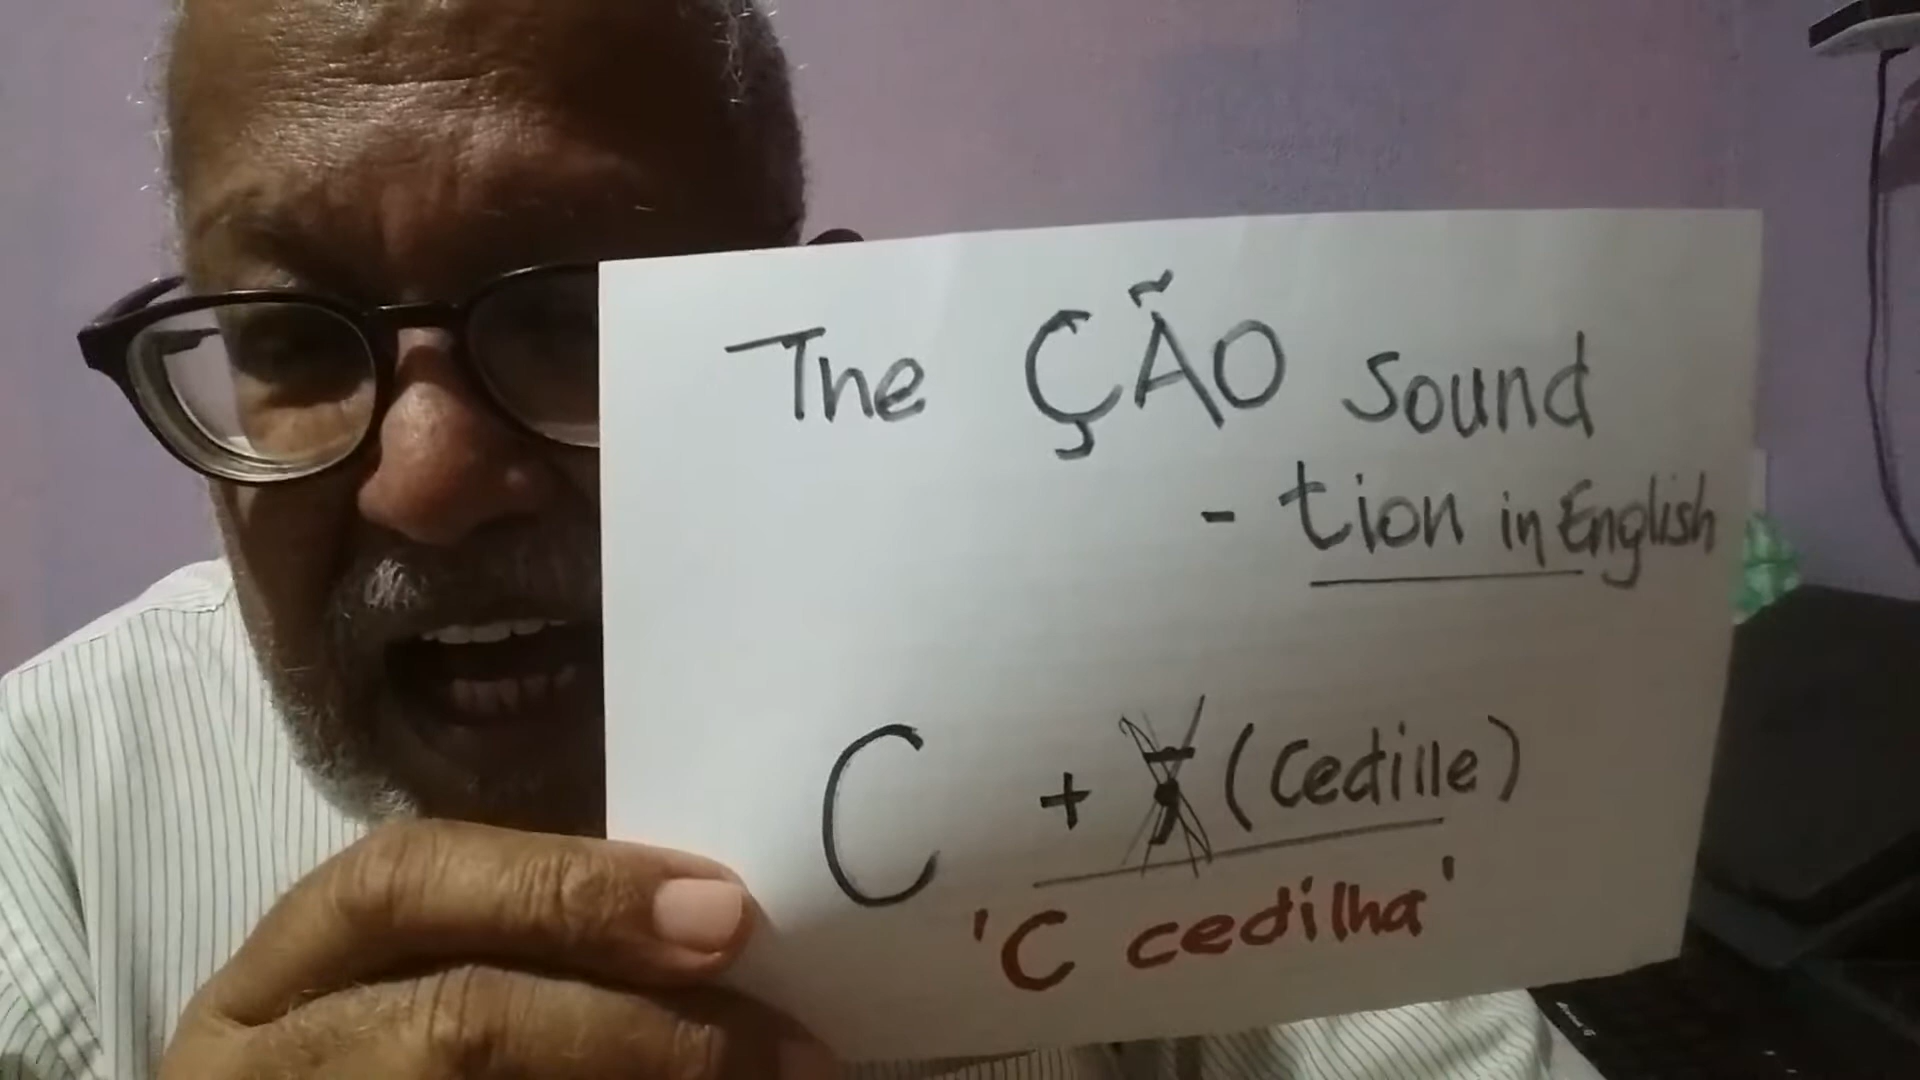 The ÇÃO sound
- tion in English
C + (Cedille)
'C cedilha'